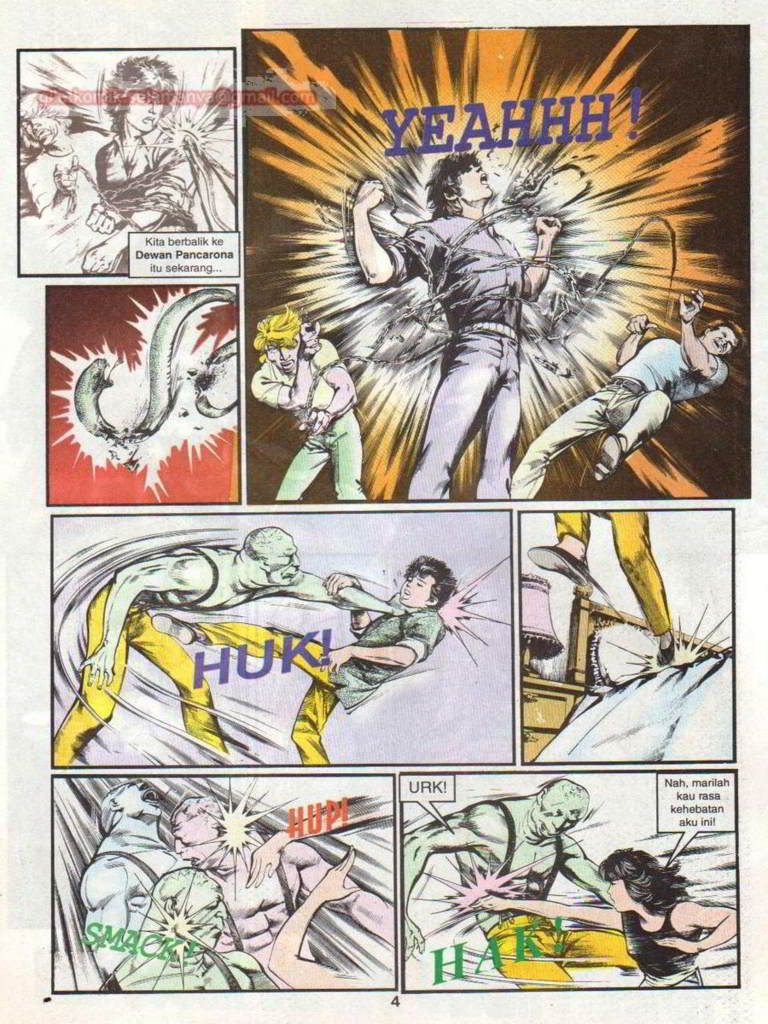 Kita berbalik ke
Dewan Pancarona
itu sekarang...
YEAHHH!
HUK!
HUP!
SMACK!
URK!
Nah, marilah
kau rasa
kehebatan
aku ini!
HAK!
4